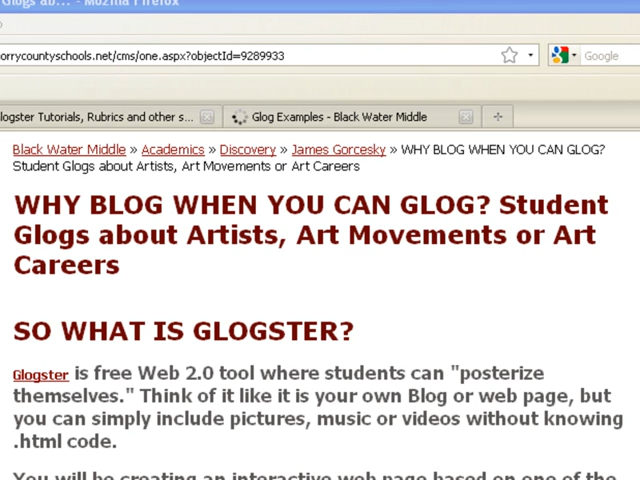 Mozilla Firefox
orrycountyschools.net/cms/one.aspx?objectId=9289933
Google
logster Tutorials, Rubrics and other s...
Glog Examples - Black Water Middle
Black Water Middle » Academics » Discovery » James Gorcesky » WHY BLOG WHEN YOU CAN GLOG?
Student Glogs about Artists, Art Movements or Art Careers
WHY BLOG WHEN YOU CAN GLOG? Student
Glogs about Artists, Art Movements or Art
Careers
SO WHAT IS GLOGSTER?
Glogster is free Web 2.0 tool where students can "posterize
themselves." Think of it like it is your own Blog or web page, but
you can simply include pictures, music or videos without knowing
.html code.
You will be creating an interactive web page based on one of the